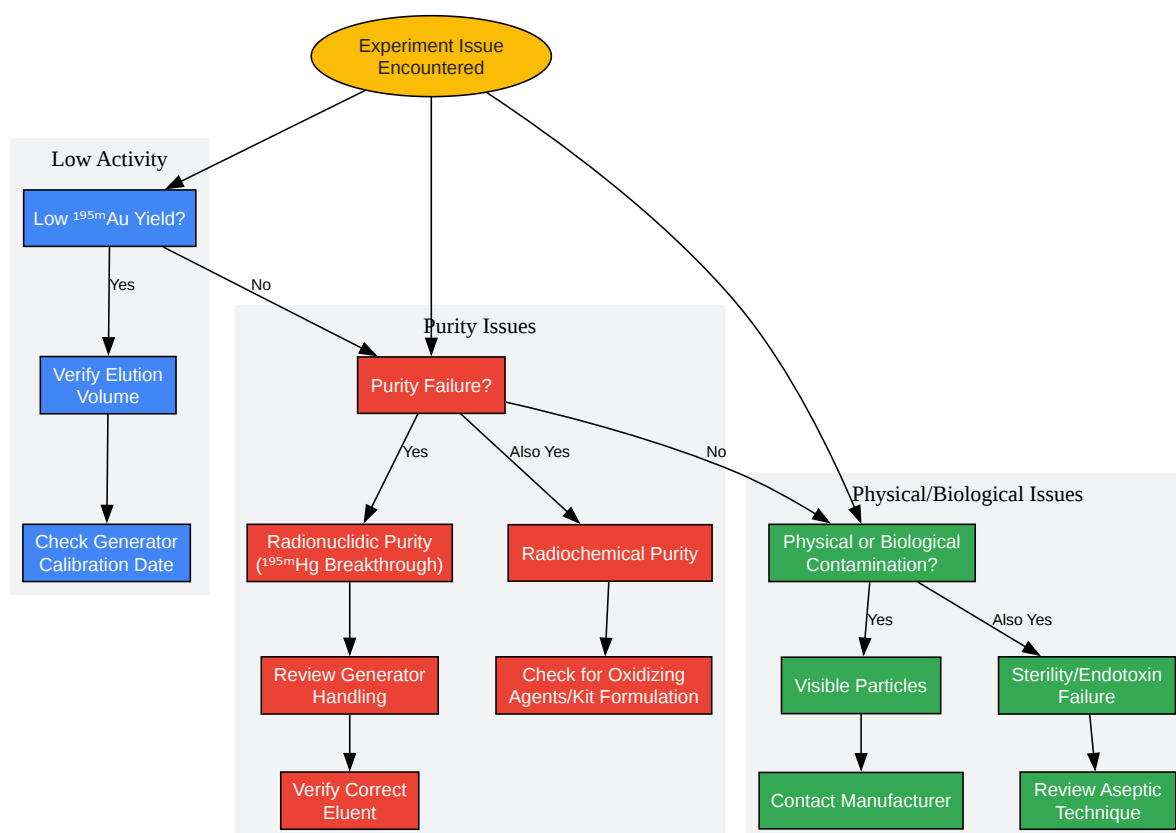 Experiment Issue
Encountered
Low Activity
Low ¹⁹⁵ᵐAu Yield?
Yes
No
Verify Elution
Volume
Check Generator
Calibration Date
Purity Issues
Purity Failure?
Yes
Also Yes
No
Radionuclidic Purity
(¹⁹⁵ᵐHg Breakthrough)
Radiochemical Purity
Review Generator
Handling
Check for Oxidizing
Agents/Kit Formulation
Verify Correct
Eluent
Physical/Biological Issues
Physical or Biological
Contamination?
Yes
Also Yes
Visible Particles
Sterility/Endotoxin
Failure
Contact Manufacturer
Review Aseptic
Technique